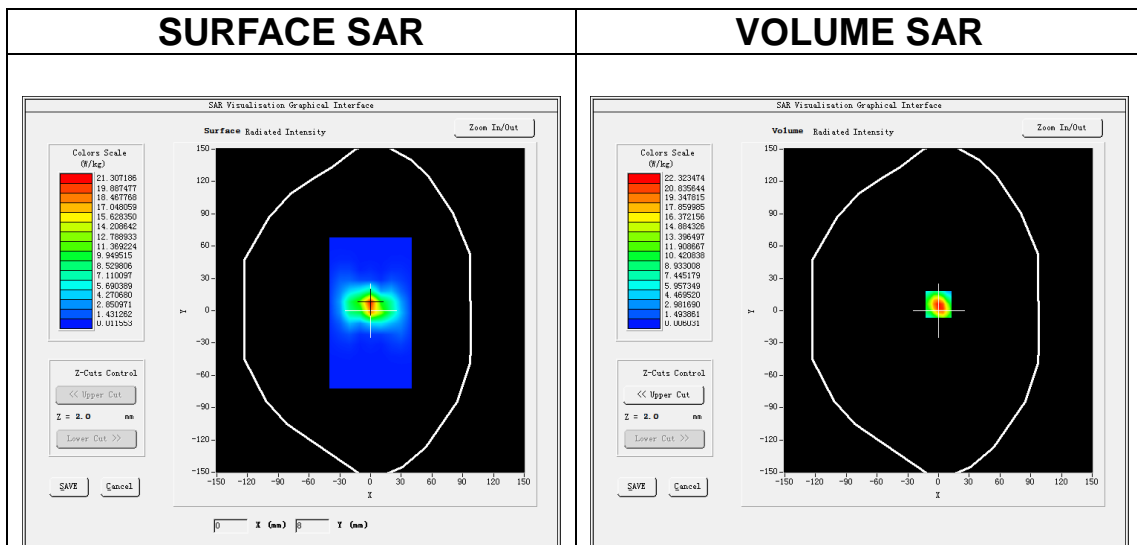 SURFACE SAR
VOLUME SAR
SAR Visualisation Graphical Interface
Surface Radiated Intensity
Zoom In/Out
Colors Scale
(W/kg)
21.307186
19.887477
18.467768
17.048059
15.628350
14.208642
12.788933
11.369224
9.949515
8.529806
7.110097
5.690389
4.270680
2.850971
1.431262
0.011553
150
120
90
60
30
0
-30
-60
-90
-120
-150
Y
-150 -120 -90 -60 -30 0 30 60 90 120 150
X
Z-Cuts Control
<< Upper Cut
Z = 2.0 mm
Lower Cut >>
SAVE Cancel
0 X (mm) 8 Y (mm)
SAR Visualisation Graphical Interface
Volume Radiated Intensity
Zoom In/Out
Colors Scale
(W/kg)
22.323474
20.835644
19.347815
17.859985
16.372156
14.884326
13.396497
11.908667
10.420838
8.933008
7.445179
5.957349
4.469520
2.981690
1.493861
0.006031
150
120
90
60
30
0
-30
-60
-90
-120
-150
Y
-150 -120 -90 -60 -30 0 30 60 90 120 150
X
Z-Cuts Control
<< Upper Cut
Z = 2.0 mm
Lower Cut >>
SAVE Cancel